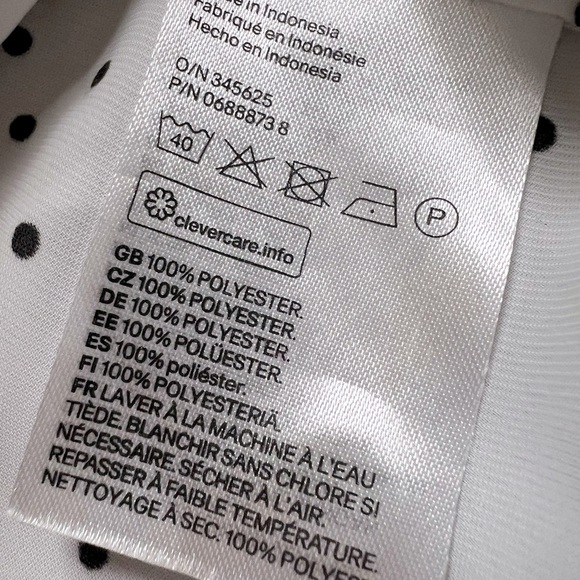 in Indonesia
Fabriqué en Indonésie
Hecho en Indonesia
O/N 345625
P/N 0688873 8
40
P
clevercare.info
GB 100% POLYESTER.
CZ 100% POLYESTER.
DE 100% POLYESTER.
EE 100% POLÜESTER.
ES 100% poliéster.
FI 100% POLYESTERIÄ.
FR LAVER À LA MACHINE À L'EAU
TIÈDE. BLANCHIR SANS CHLORE SI
NÉCESSAIRE. SÉCHER À L'AIR.
REPASSER À FAIBLE TEMPÉRATURE.
NETTOYAGE À SEC. 100%